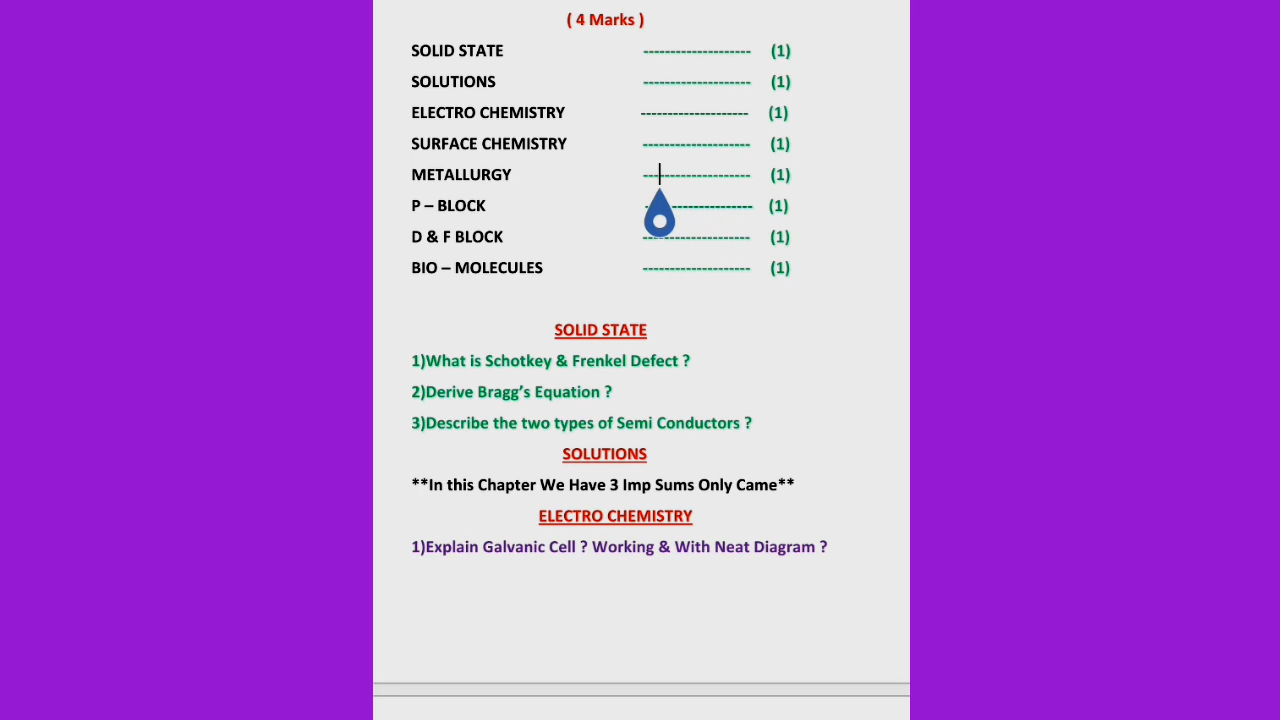 ( 4 Marks )
SOLID STATE -------------------- (1)
SOLUTIONS -------------------- (1)
ELECTRO CHEMISTRY -------------------- (1)
SURFACE CHEMISTRY -------------------- (1)
METALLURGY -------------------- (1)
P – BLOCK -------------------- (1)
D & F BLOCK -------------------- (1)
BIO – MOLECULES -------------------- (1)
SOLID STATE
1)What is Schotkey & Frenkel Defect ?
2)Derive Bragg’s Equation ?
3)Describe the two types of Semi Conductors ?
SOLUTIONS
**In this Chapter We Have 3 Imp Sums Only Came**
ELECTRO CHEMISTRY
1)Explain Galvanic Cell ? Working & With Neat Diagram ?